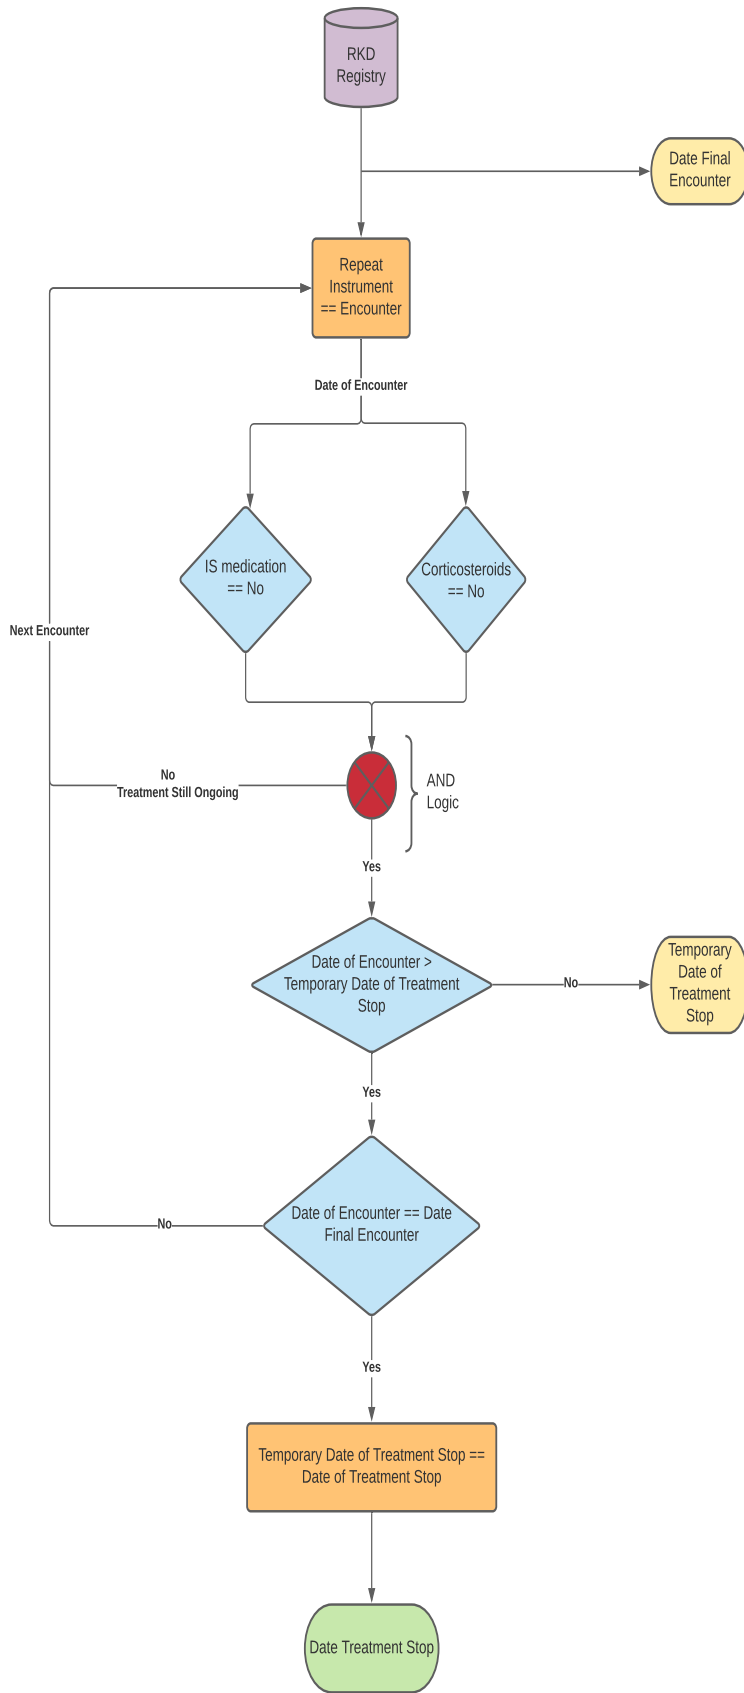 RKD
Registry
Date Final
Encounter
Repeat
Instrument
== Encounter
Date of Encounter
IS medication
== No
Corticosteroids
== No
Next Encounter
No
Treatment Still Ongoing
AND
Logic
Yes
Date of Encounter >
Temporary Date of Treatment
Stop
No
Temporary
Date of
Treatment
Stop
Yes
Date of Encounter == Date
Final Encounter
No
Yes
Temporary Date of Treatment Stop ==
Date of Treatment Stop
Date Treatment Stop